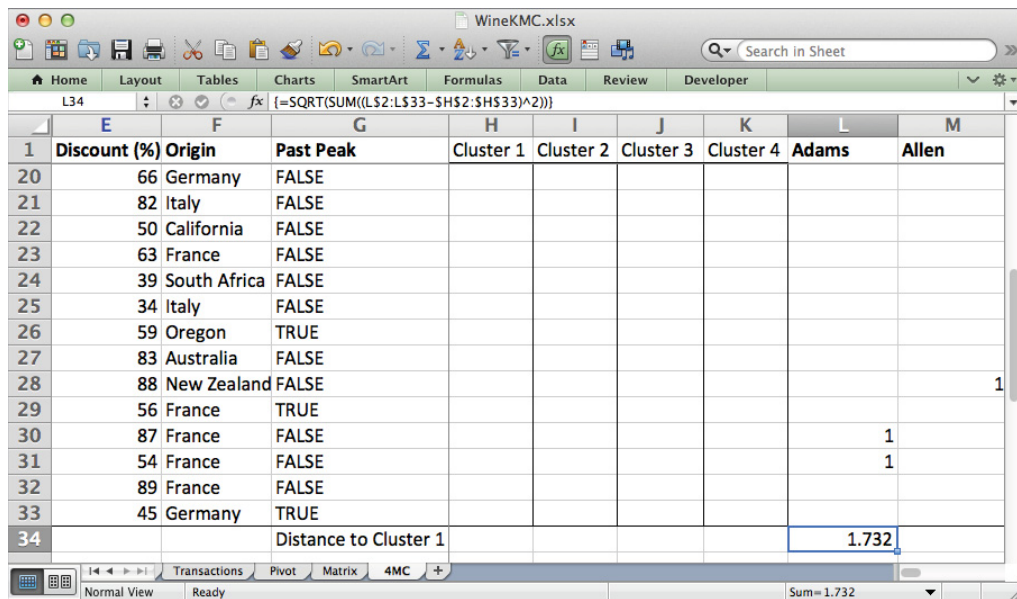 WineKMC.xlsx
Search in Sheet
Home Layout Tables Charts SmartArt Formulas Data Review Developer
L34 fx {=SQRT(SUM((L$2:L$33-$H$2:$H$33)^2))}
E F G H I J K L M
1 Discount (%) Origin Past Peak Cluster 1 Cluster 2 Cluster 3 Cluster 4 Adams Allen
20 66 Germany FALSE
21 82 Italy FALSE
22 50 California FALSE
23 63 France FALSE
24 39 South Africa FALSE
25 34 Italy FALSE
26 59 Oregon TRUE
27 83 Australia FALSE
28 88 New Zealand FALSE 1
29 56 France TRUE
30 87 France FALSE 1
31 54 France FALSE 1
32 89 France FALSE
33 45 Germany TRUE
34 Distance to Cluster 1 1.732
Transactions Pivot Matrix 4MC +
Normal View Ready Sum=1.732